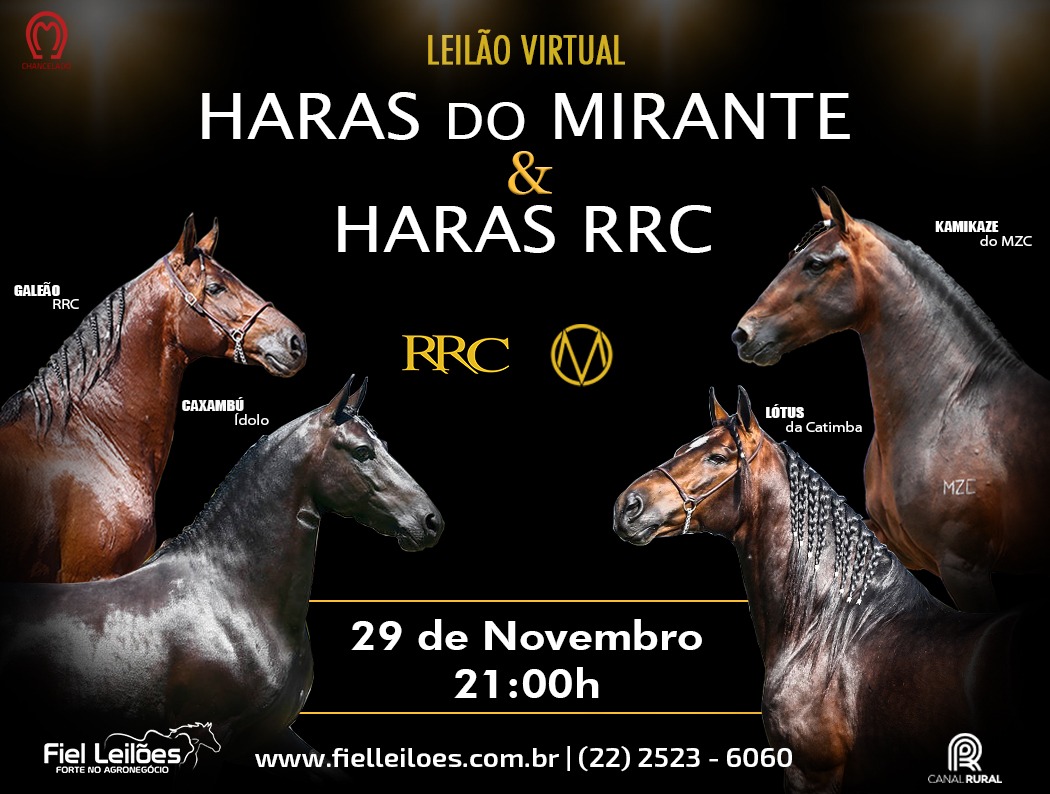 CHANCELADO
LEILÃO VIRTUAL
HARAS DO MIRANTE
&
HARAS RRC
KAMIKAZE
do MZC
GALEÃO
RRC
RRC
CAXAMBÚ
Ídolo
LÓTUS
da Catimba
MZC
29 de Novembro
21:00h
Fiel Leilões
FORTE NO AGRONEGÓCIO
www.fielleiloes.com.br | (22) 2523 - 6060
CANAL RURAL